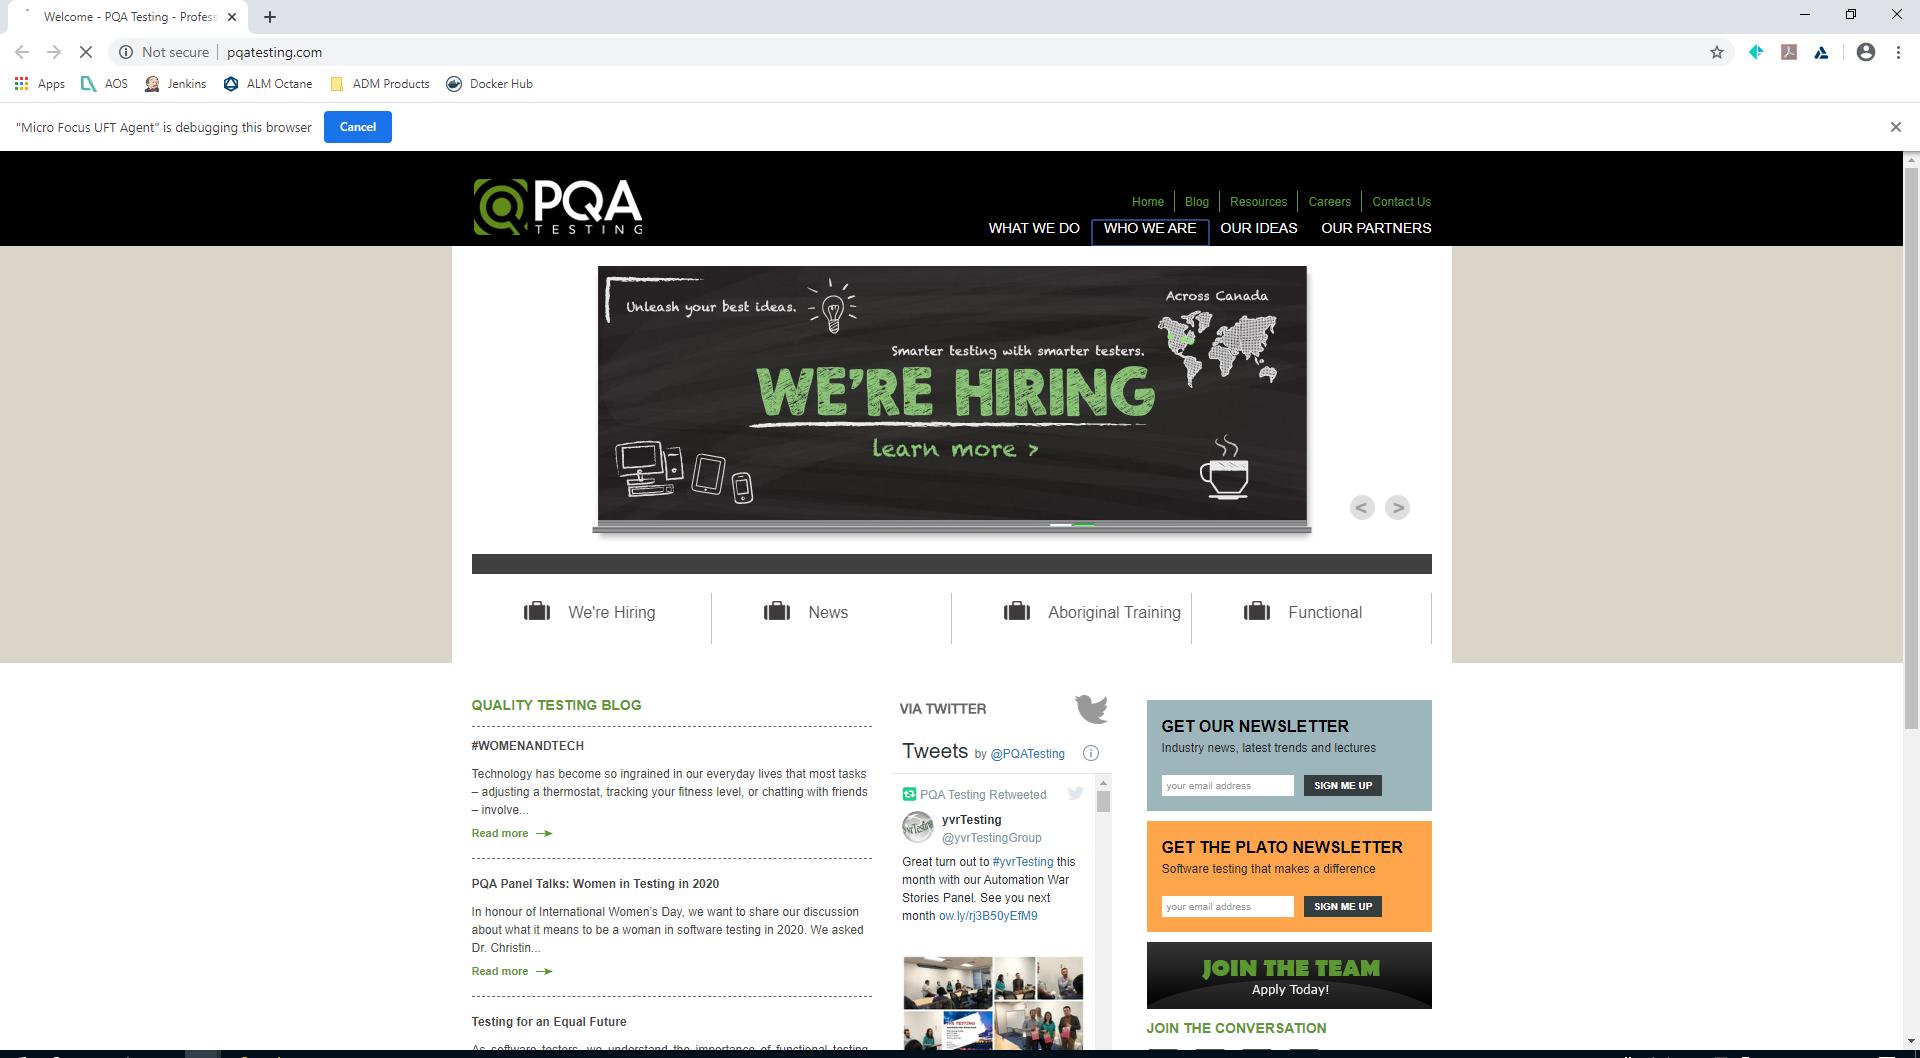 Welcome - PQA Testing - Profess
Not secure | pqatesting.com
Apps AOS Jenkins ALM Octane ADM Products Docker Hub
"Micro Focus UFT Agent" is debugging this browser Cancel
PQA
TESTING
Home Blog Resources Careers Contact Us
WHAT WE DO WHO WE ARE OUR IDEAS OUR PARTNERS
Unleash your best ideas.
Across Canada
Smarter testing with smarter testers.
WE'RE HIRING
learn more >
< >
We're Hiring News Aboriginal Training Functional
QUALITY TESTING BLOG
#WOMENANDTECH
Technology has become so ingrained in our everyday lives that most tasks
– adjusting a thermostat, tracking your fitness level, or chatting with friends
– involve...
Read more
PQA Panel Talks: Women in Testing in 2020
In honour of International Women's Day, we want to share our discussion
about what it means to be a woman in software testing in 2020. We asked
Dr. Christin...
Read more
Testing for an Equal Future
As software testers, we understand the importance of functional testing
VIA TWITTER
Tweets by @PQATesting
PQA Testing Retweeted
yvrTesting
yvrTesting
@yvrTestingGroup
Great turn out to #yvrTesting this
month with our Automation War
Stories Panel. See you next
month ow.ly/rj3B50yEfM9
GET OUR NEWSLETTER
Industry news, latest trends and lectures
your email address SIGN ME UP
GET THE PLATO NEWSLETTER
Software testing that makes a difference
your email address SIGN ME UP
JOIN THE TEAM
Apply Today!
JOIN THE CONVERSATION